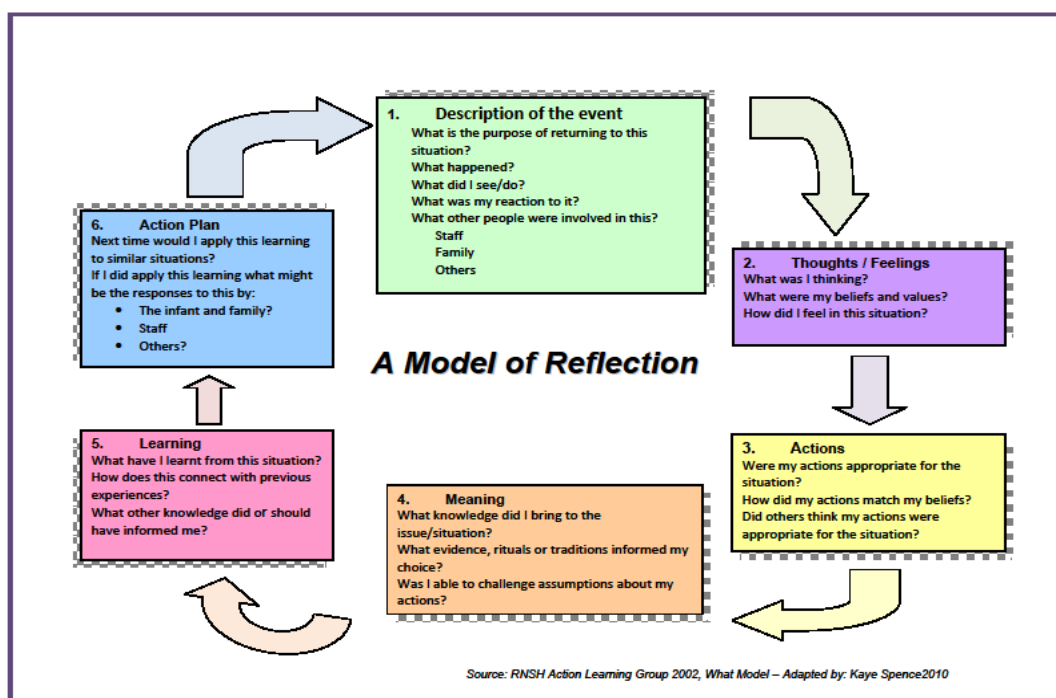 1. Description of the event
What is the purpose of returning to this
situation?
What happened?
What did I see/do?
What was my reaction to it?
What other people were involved in this?
Staff
Family
Others
2. Thoughts / Feelings
What was I thinking?
What were my beliefs and values?
How did I feel in this situation?
3. Actions
Were my actions appropriate for the
situation?
How did my actions match my beliefs?
Did others think my actions were
appropriate for the situation?
4. Meaning
What knowledge did I bring to the
issue/situation?
What evidence, rituals or traditions informed my
choice?
Was I able to challenge assumptions about my
actions?
5. Learning
What have I learnt from this situation?
How does this connect with previous
experiences?
What other knowledge did or should
have informed me?
6. Action Plan
Next time would I apply this learning
to similar situations?
If I did apply this learning what might
be the responses to this by:
• The infant and family?
• Staff
• Others?
A Model of Reflection
Source: RNSH Action Learning Group 2002, What Model – Adapted by: Kaye Spence2010